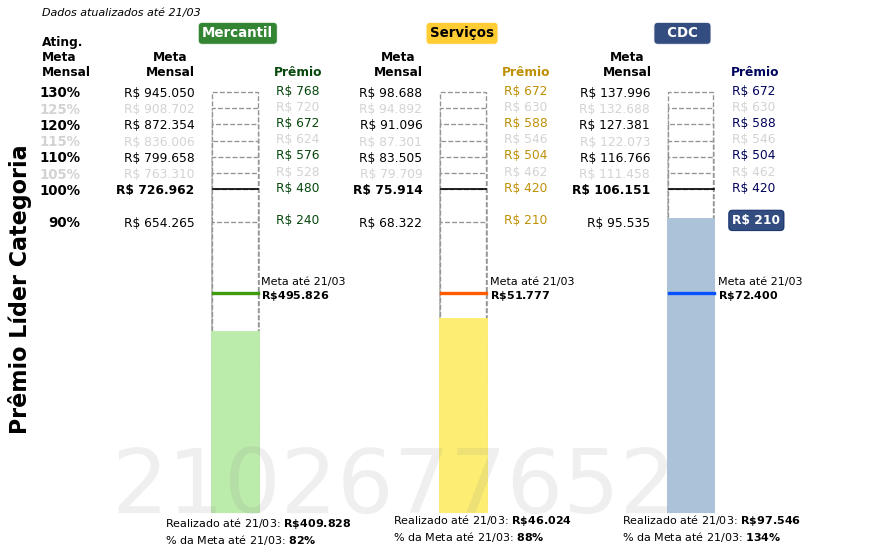 Dados atualizados até 21/03
Mercantil Serviços CDC
Ating.
Meta Meta Meta Meta
Mensal Mensal Prêmio Mensal Prêmio Mensal Prêmio
130% R$ 945.050 R$ 768 R$ 98.688 R$ 672 R$ 137.996 R$ 672
125% R$ 908.702 R$ 720 R$ 94.892 R$ 630 R$ 132.688 R$ 630
120% R$ 872.354 R$ 672 R$ 91.096 R$ 588 R$ 127.381 R$ 588
115% R$ 836.006 R$ 624 R$ 87.301 R$ 546 R$ 122.073 R$ 546
110% R$ 799.658 R$ 576 R$ 83.505 R$ 504 R$ 116.766 R$ 504
105% R$ 763.310 R$ 528 R$ 79.709 R$ 462 R$ 111.458 R$ 462
100% R$ 726.962 R$ 480 R$ 75.914 R$ 420 R$ 106.151 R$ 420
90% R$ 654.265 R$ 240 R$ 68.322 R$ 210 R$ 95.535 R$ 210
Prêmio Líder Categoria
Meta até 21/03 Meta até 21/03 Meta até 21/03
R$495.826 R$51.777 R$72.400
2102677652
Realizado até 21/03: R$409.828 Realizado até 21/03: R$46.024 Realizado até 21/03: R$97.546
% da Meta até 21/03: 82% % da Meta até 21/03: 88% % da Meta até 21/03: 134%